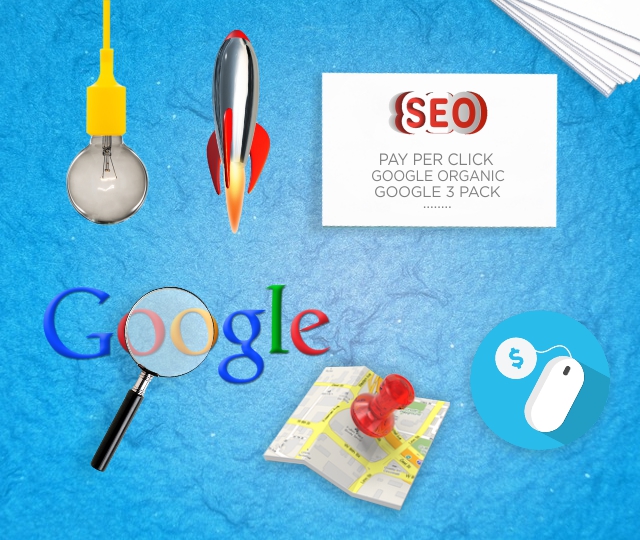 SEO
PAY PER CLICK
GOOGLE ORGANIC
GOOGLE 3 PACK
........
Google
$